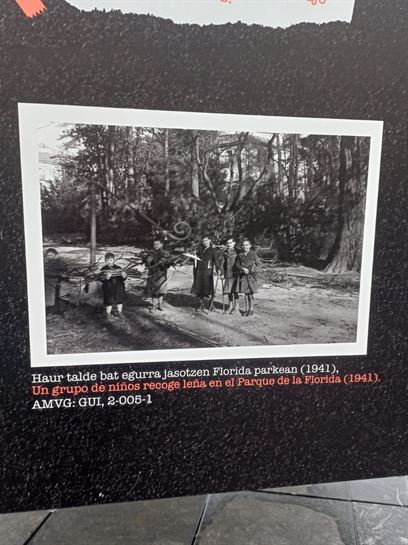 Haur talde bat egurra jasotzen Florida parkean (1941),
Un grupo de niños recoge leña en el Parque de la Florida (1941).
AMVG: GUI, 2-005-1